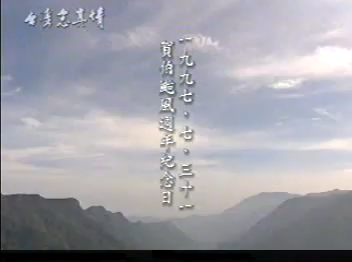 台灣念真情
一九九七、七、三十一
賀伯颱風週年紀念日